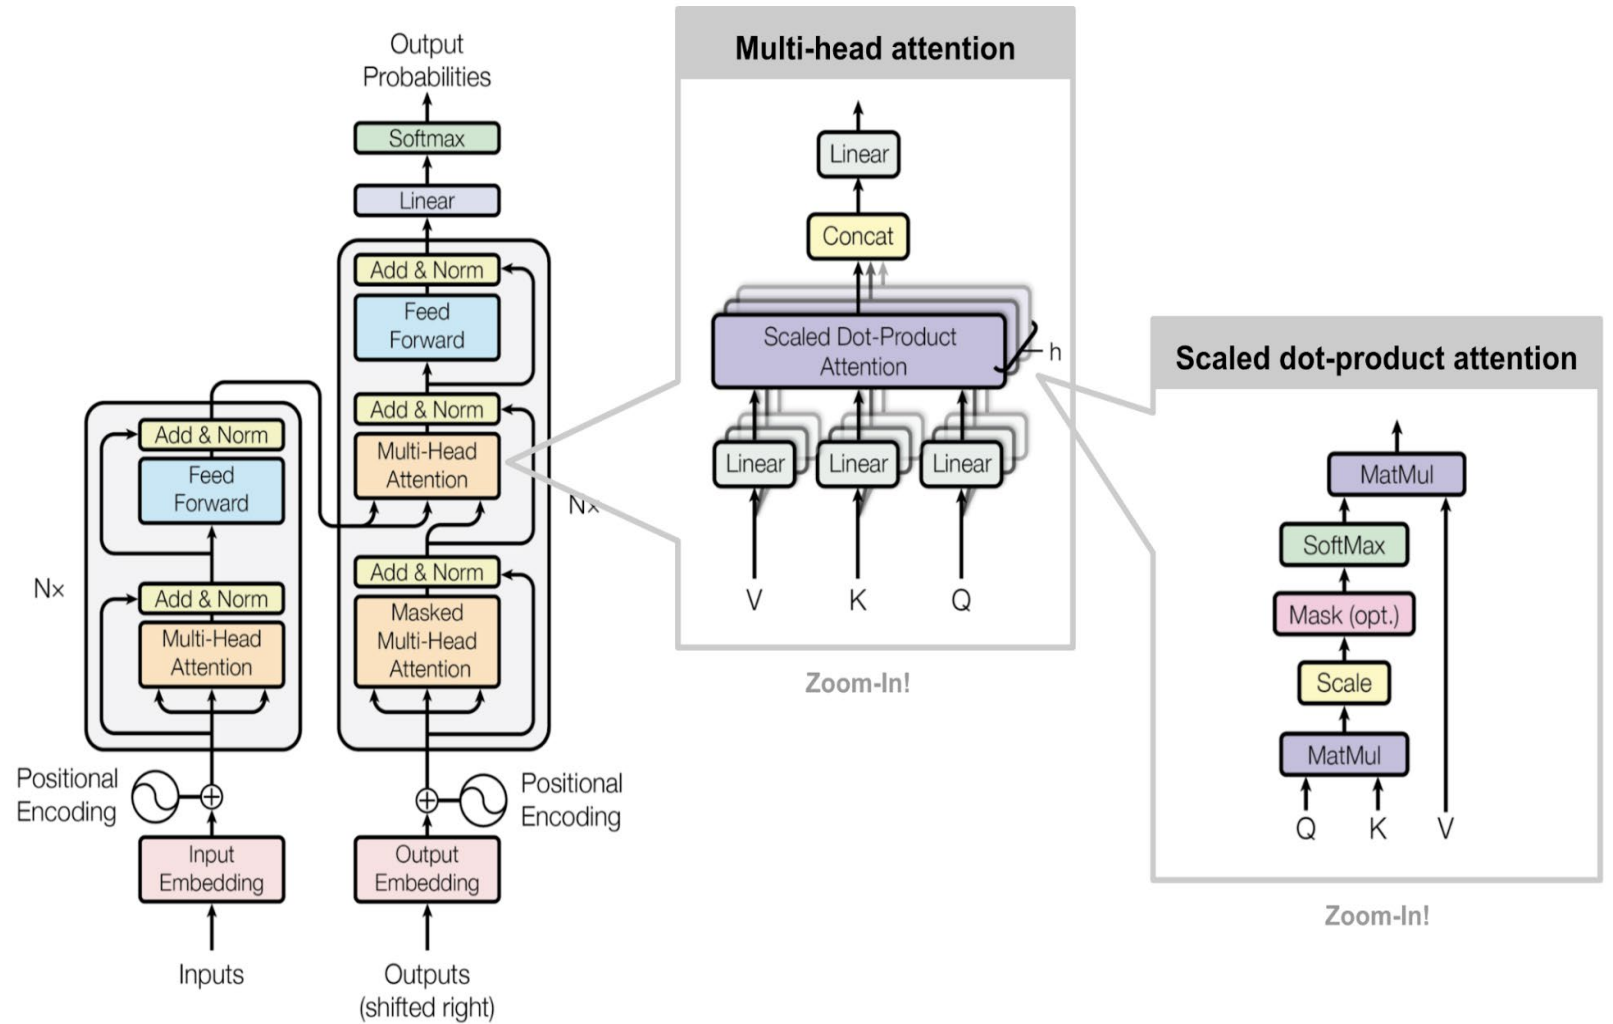 Output
Probabilities
Softmax
Linear
Add & Norm
Feed
Forward
Add & Norm
Multi-Head
Attention
Nx
Add & Norm
Masked
Multi-Head
Attention
Positional
Encoding
Output
Embedding
Outputs
(shifted right)
Add & Norm
Feed
Forward
Nx
Add & Norm
Multi-Head
Attention
Positional
Encoding
Input
Embedding
Inputs
Multi-head attention
Linear
Concat
Scaled Dot-Product
Attention
h
Linear Linear Linear
V K Q
Zoom-In!
Scaled dot-product attention
MatMul
SoftMax
Mask (opt.)
Scale
MatMul
Q K V
Zoom-In!